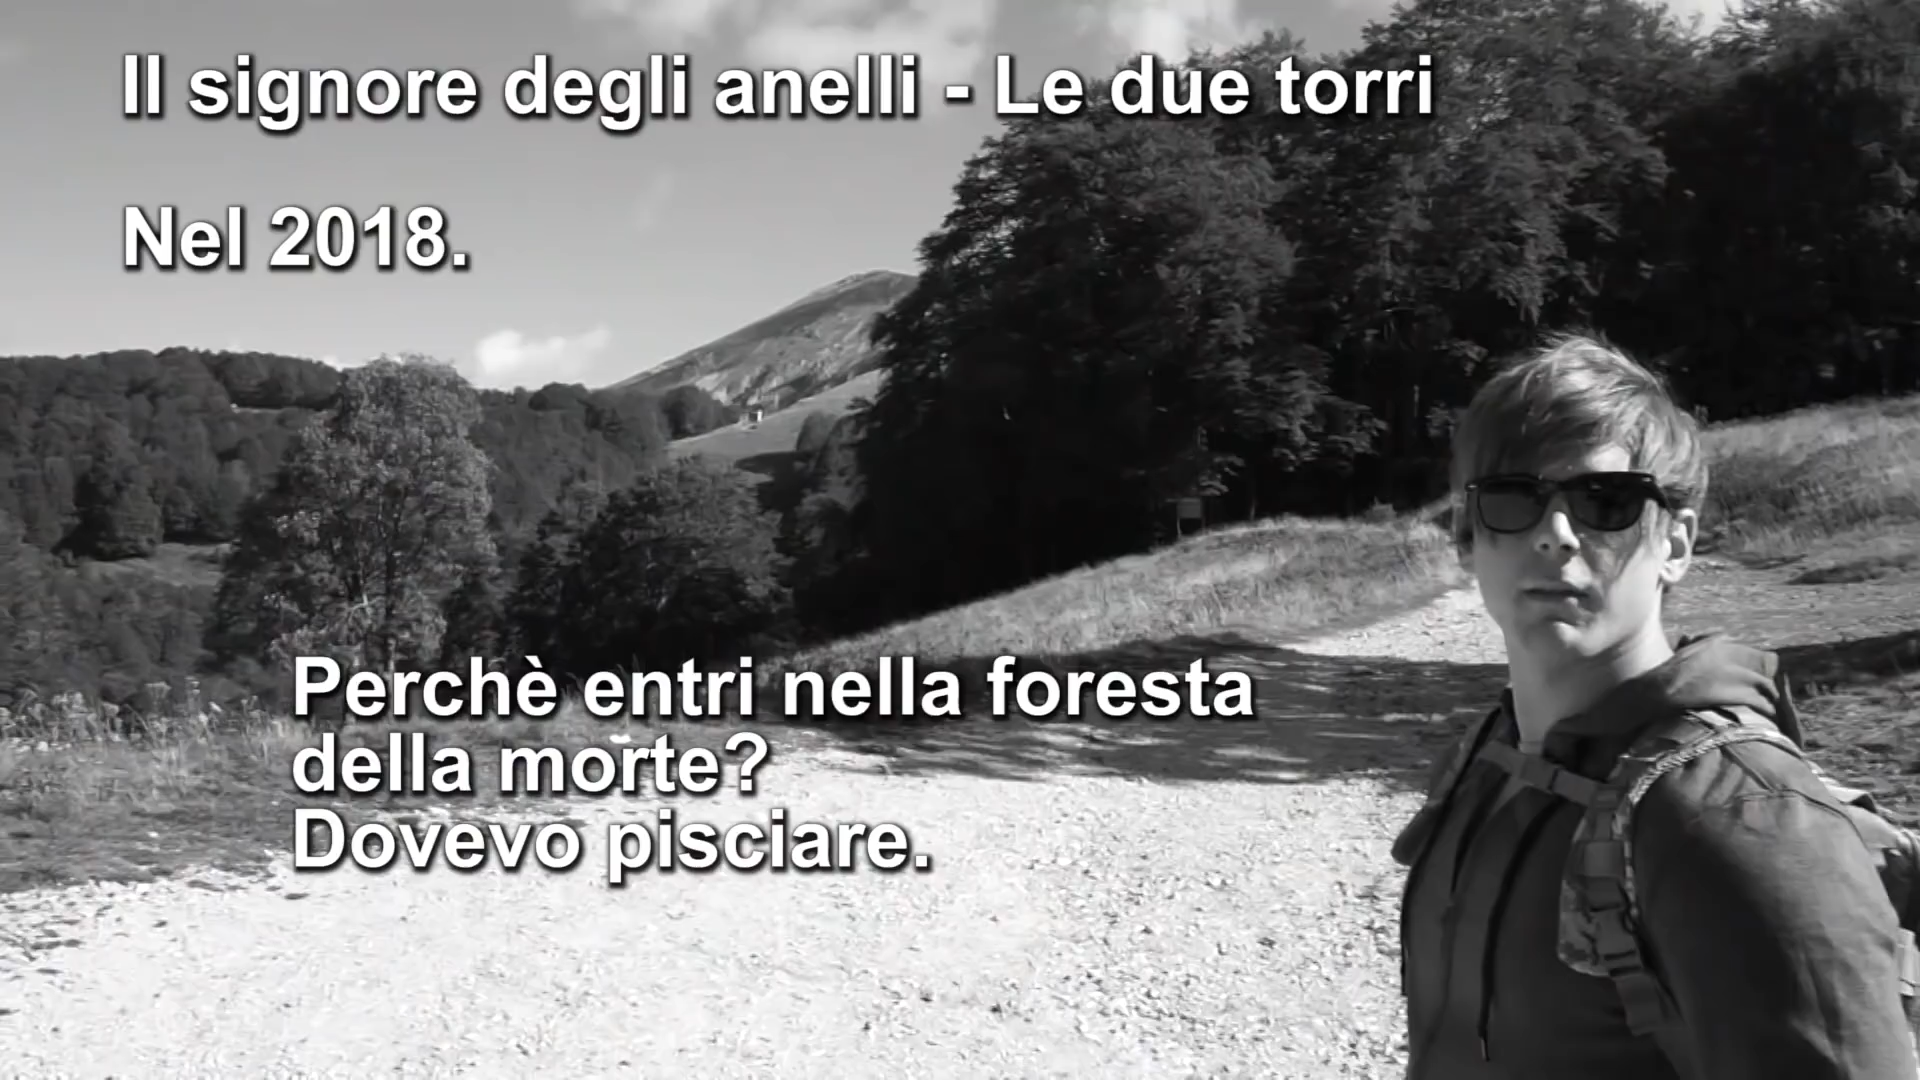 Il signore degli anelli - Le due torri
Nel 2018.
Perchè entri nella foresta
della morte?
Dovevo pisciare.